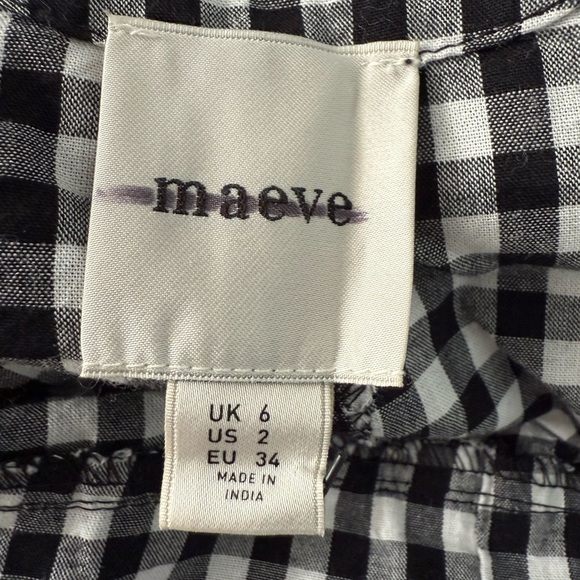 maeve
UK 6
US 2
EU 34
MADE IN
INDIA